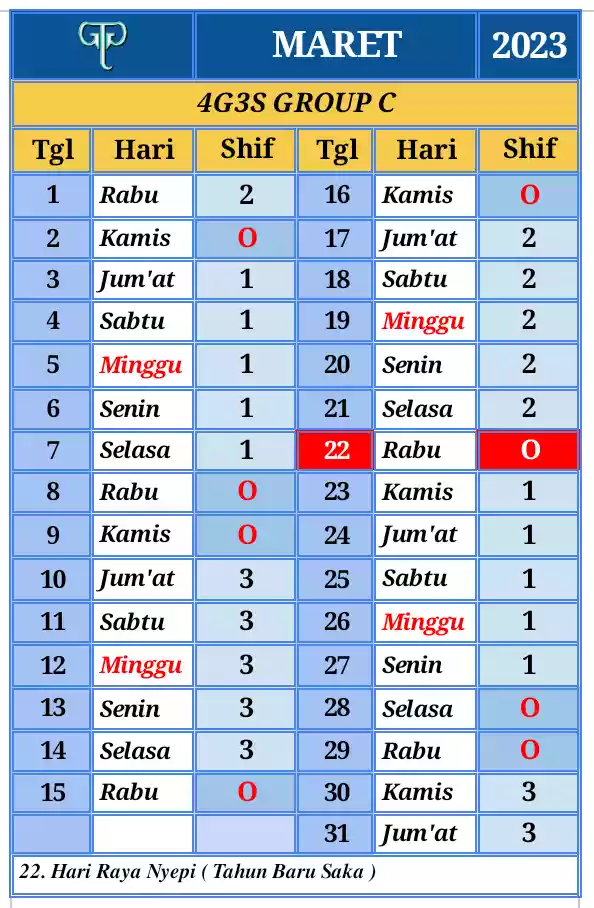 GTP MARET 2023
4G3S GROUP C
Tgl Hari Shif Tgl Hari Shif
1 Rabu 2 16 Kamis O
2 Kamis O 17 Jum'at 2
3 Jum'at 1 18 Sabtu 2
4 Sabtu 1 19 Minggu 2
5 Minggu 1 20 Senin 2
6 Senin 1 21 Selasa 2
7 Selasa 1 22 Rabu O
8 Rabu O 23 Kamis 1
9 Kamis O 24 Jum'at 1
10 Jum'at 3 25 Sabtu 1
11 Sabtu 3 26 Minggu 1
12 Minggu 3 27 Senin 1
13 Senin 3 28 Selasa O
14 Selasa 3 29 Rabu O
15 Rabu O 30 Kamis 3
31 Jum'at 3
22. Hari Raya Nyepi ( Tahun Baru Saka )